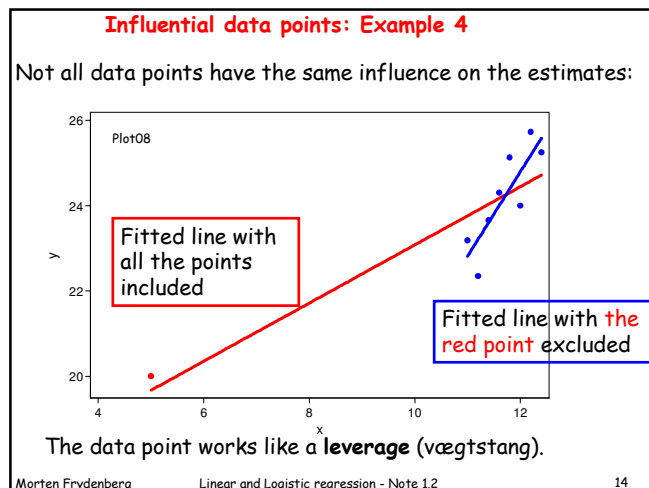 Influential data points: Example 4
Not all data points have the same influence on the estimates:
26
Plot08
24
y
Fitted line with
all the points
included
22
Fitted line with the
red point excluded
20
4 6 8 10 12
x
The data point works like a leverage (vægtstang).
Morten Frydenberg Linear and Logistic regression - Note 1.2 14